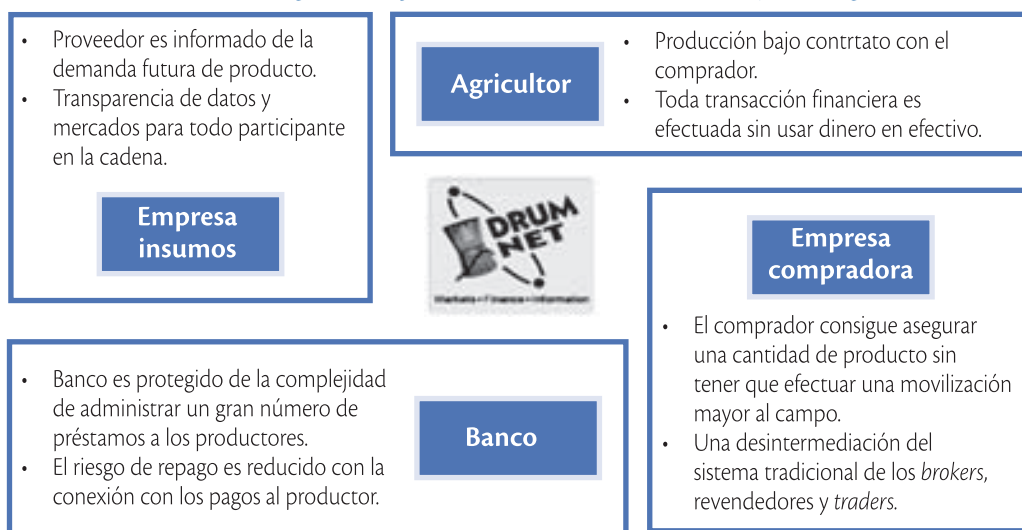 • Proveedor es informado de la
demanda futura de producto.
• Transparencia de datos y
mercados para todo participante
en la cadena.
Empresa
insumos
Agricultor
• Producción bajo contrtato con el
comprador.
• Toda transacción financiera es
efectuada sin usar dinero en efectivo.
DRUM
NET
Markets • Finance • Information
Empresa
compradora
• El comprador consigue asegurar
una cantidad de producto sin
tener que efectuar una movilización
mayor al campo.
• Una desintermediación del
sistema tradicional de los brokers,
revendedores y traders.
• Banco es protegido de la complejidad
de administrar un gran número de
préstamos a los productores.
• El riesgo de repago es reducido con la
conexión con los pagos al productor.
Banco